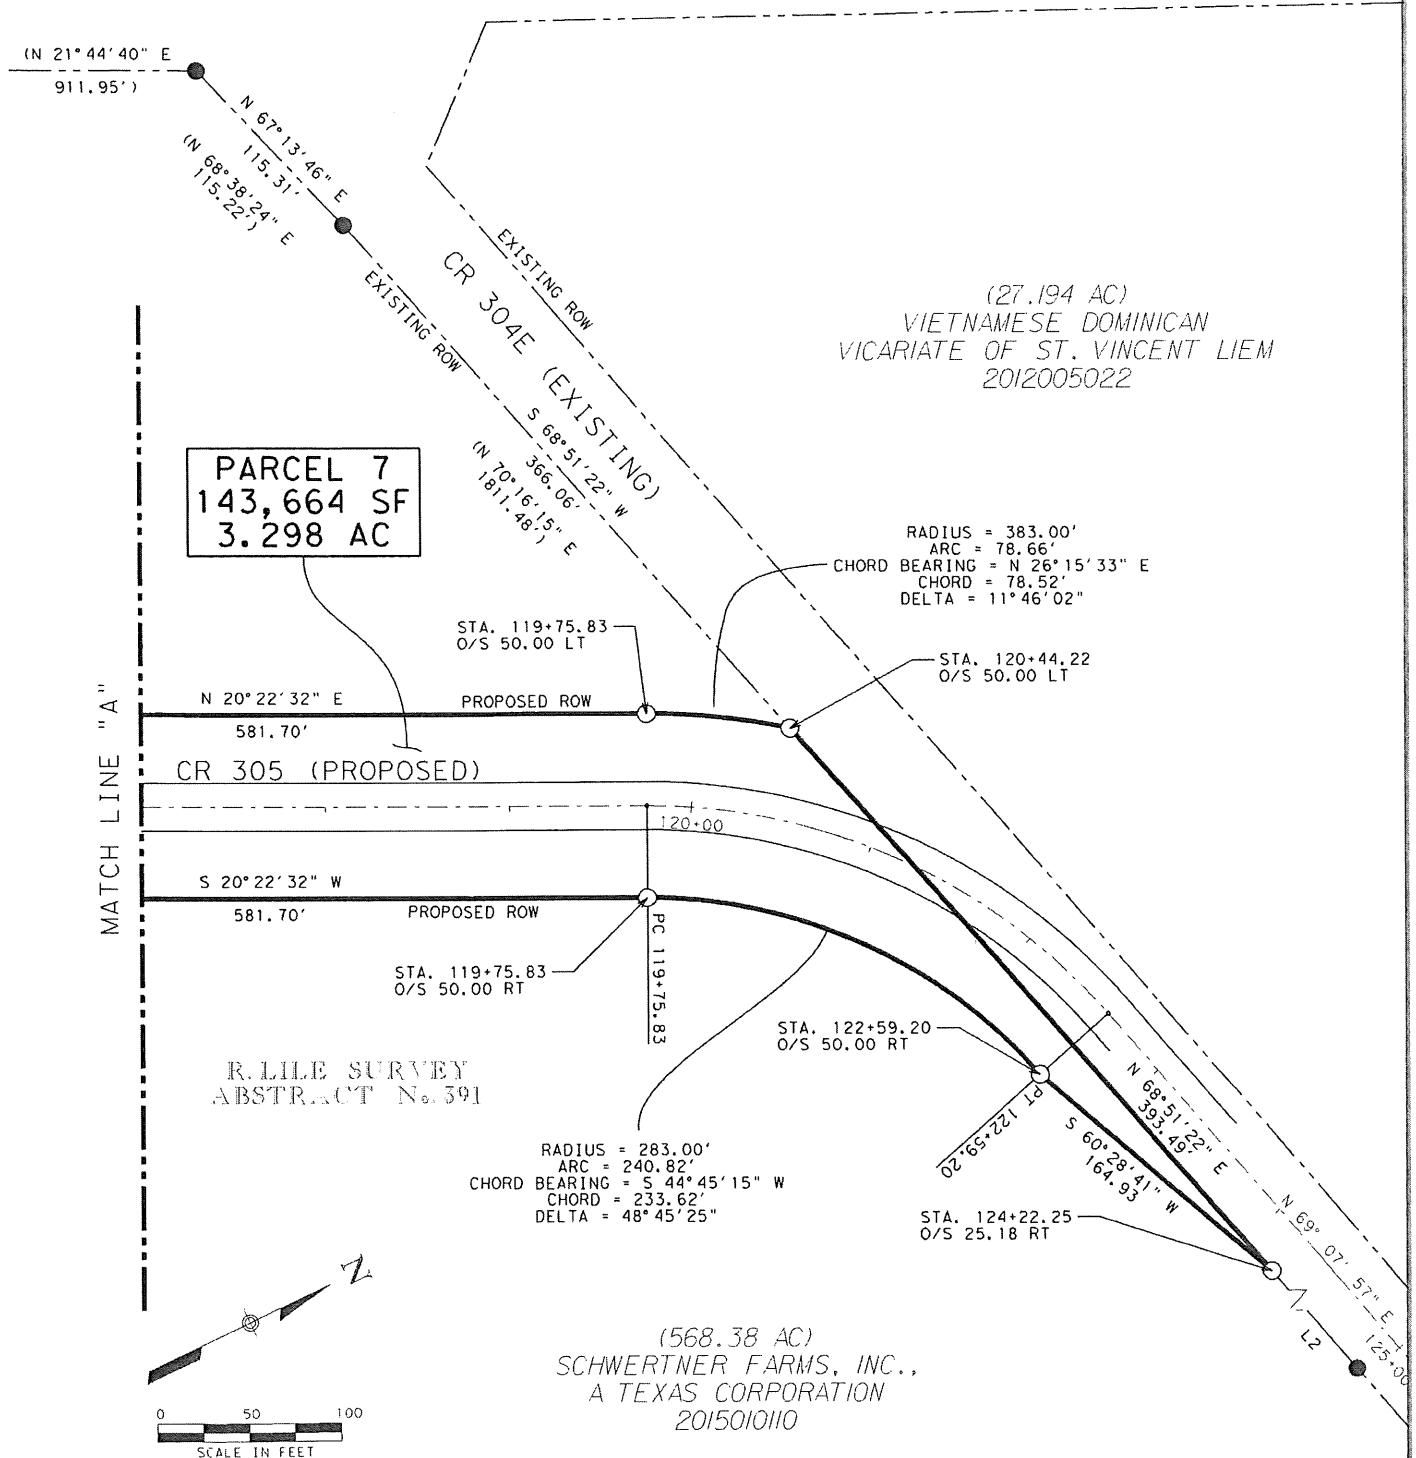 (N 21°44'40" E
911.95')
N 67°13'46" E
115.31'
(N 68°38'24" E
115.22')
EXISTING ROW
EXISTING ROW
CR 304E (EXISTING)
(27.194 AC)
VIETNAMESE DOMINICAN
VICARIATE OF ST. VINCENT LIEM
2012005022
S 68°51'22" W
366.06'
(N 70°16'15" E
1811.48')
PARCEL 7
143,664 SF
3.298 AC
RADIUS = 383.00'
ARC = 78.66'
CHORD BEARING = N 26°15'33" E
CHORD = 78.52'
DELTA = 11°46'02"
STA. 119+75.83
O/S 50.00 LT
STA. 120+44.22
O/S 50.00 LT
N 20°22'32" E
581.70'
PROPOSED ROW
MATCH LINE "A"
CR 305 (PROPOSED)
120+00
S 20°22'32" W
581.70'
PROPOSED ROW
STA. 119+75.83
O/S 50.00 RT
PC 119+75.83
STA. 122+59.20
O/S 50.00 RT
PT 122+59.20
R. LILE SURVEY
ABSTRACT No. 391
N 68°51'22" E
393.49'
S 60°28'41" W
164.93
RADIUS = 283.00'
ARC = 240.82'
CHORD BEARING = S 44°45'15" W
CHORD = 233.62'
DELTA = 48°45'25"
STA. 124+22.25
O/S 25.18 RT
N 69° 07' 57" E
125+00
L2
N
(568.38 AC)
SCHWERTNER FARMS, INC.,
A TEXAS CORPORATION
2015010110
0 50 100
SCALE IN FEET